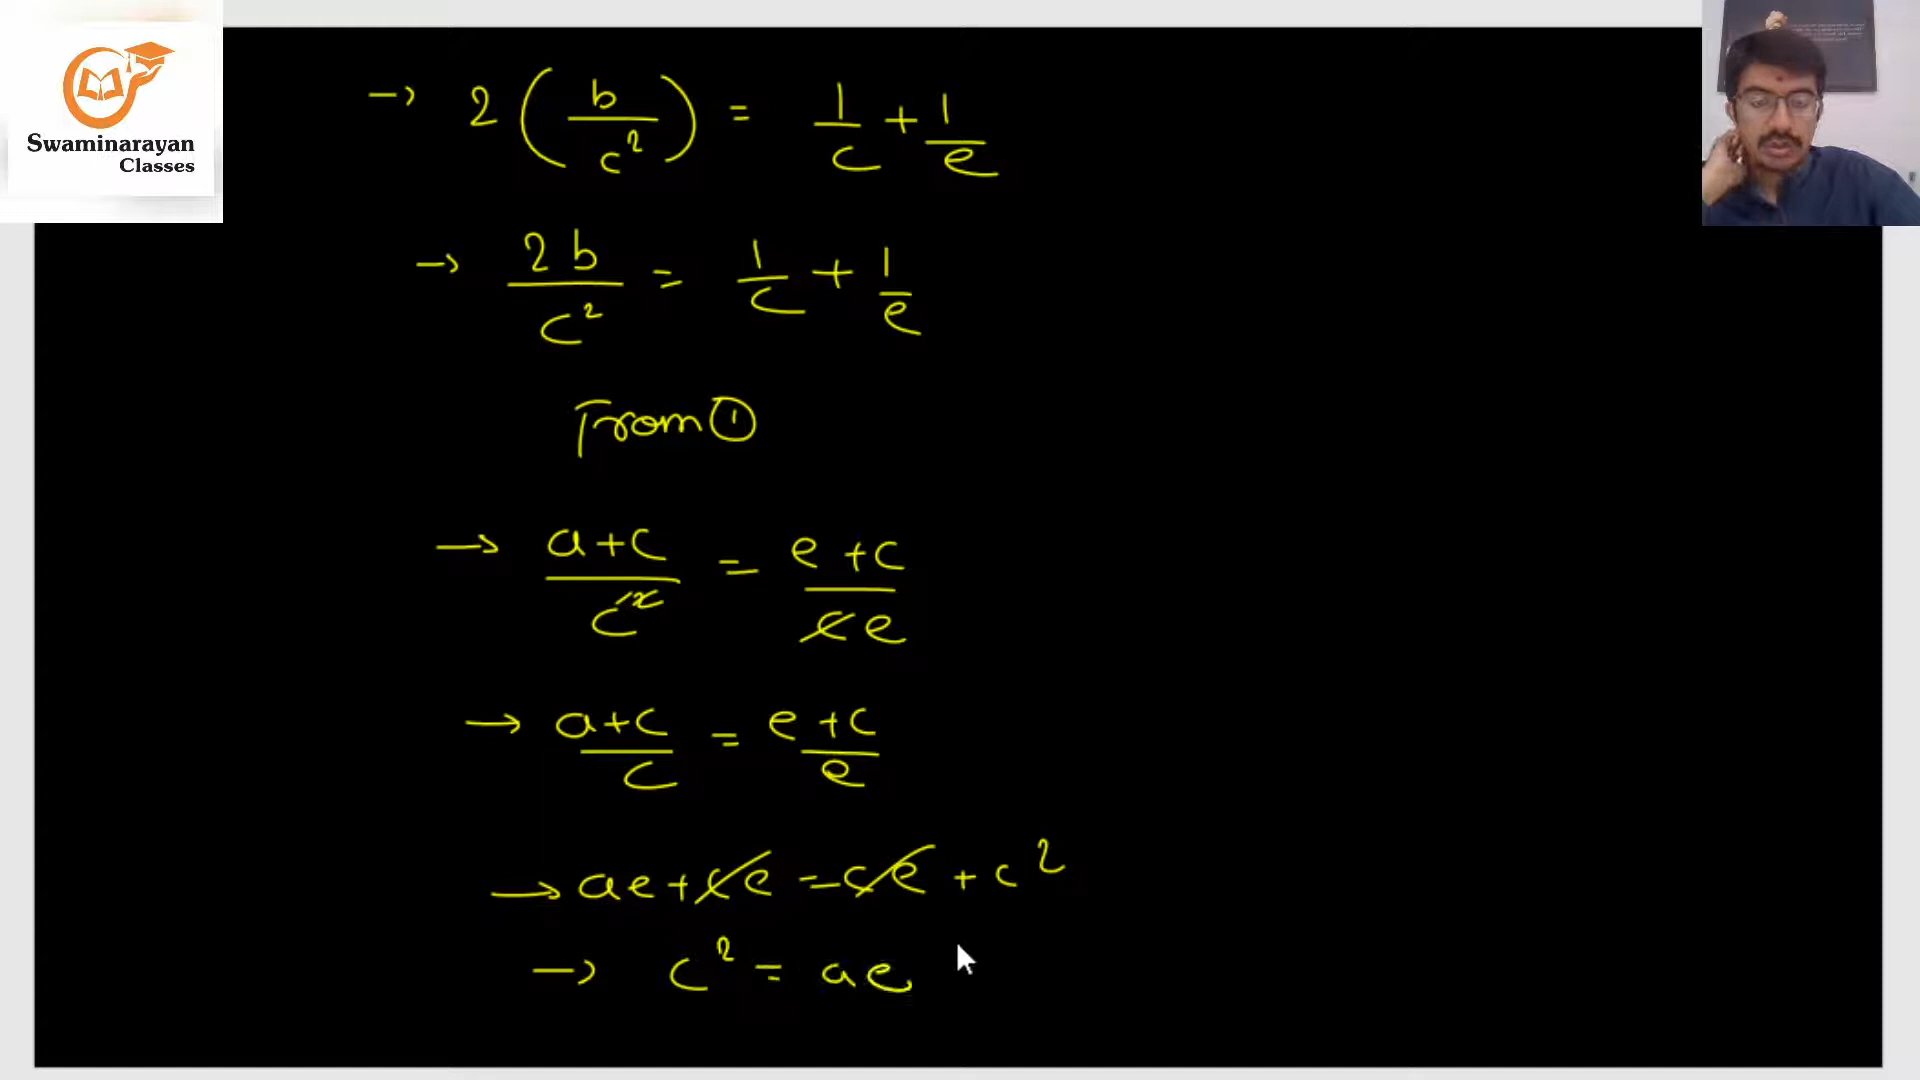 Swaminarayan
Classes
→ 2 (b/c²) = 1/c + 1/e
→ 2b/c² = 1/c + 1/e
From ①
→ a+c/c² = e+c/ce
→ a+c/c = e+c/e
→ ae+ce = ce + c²
→ c² = ae